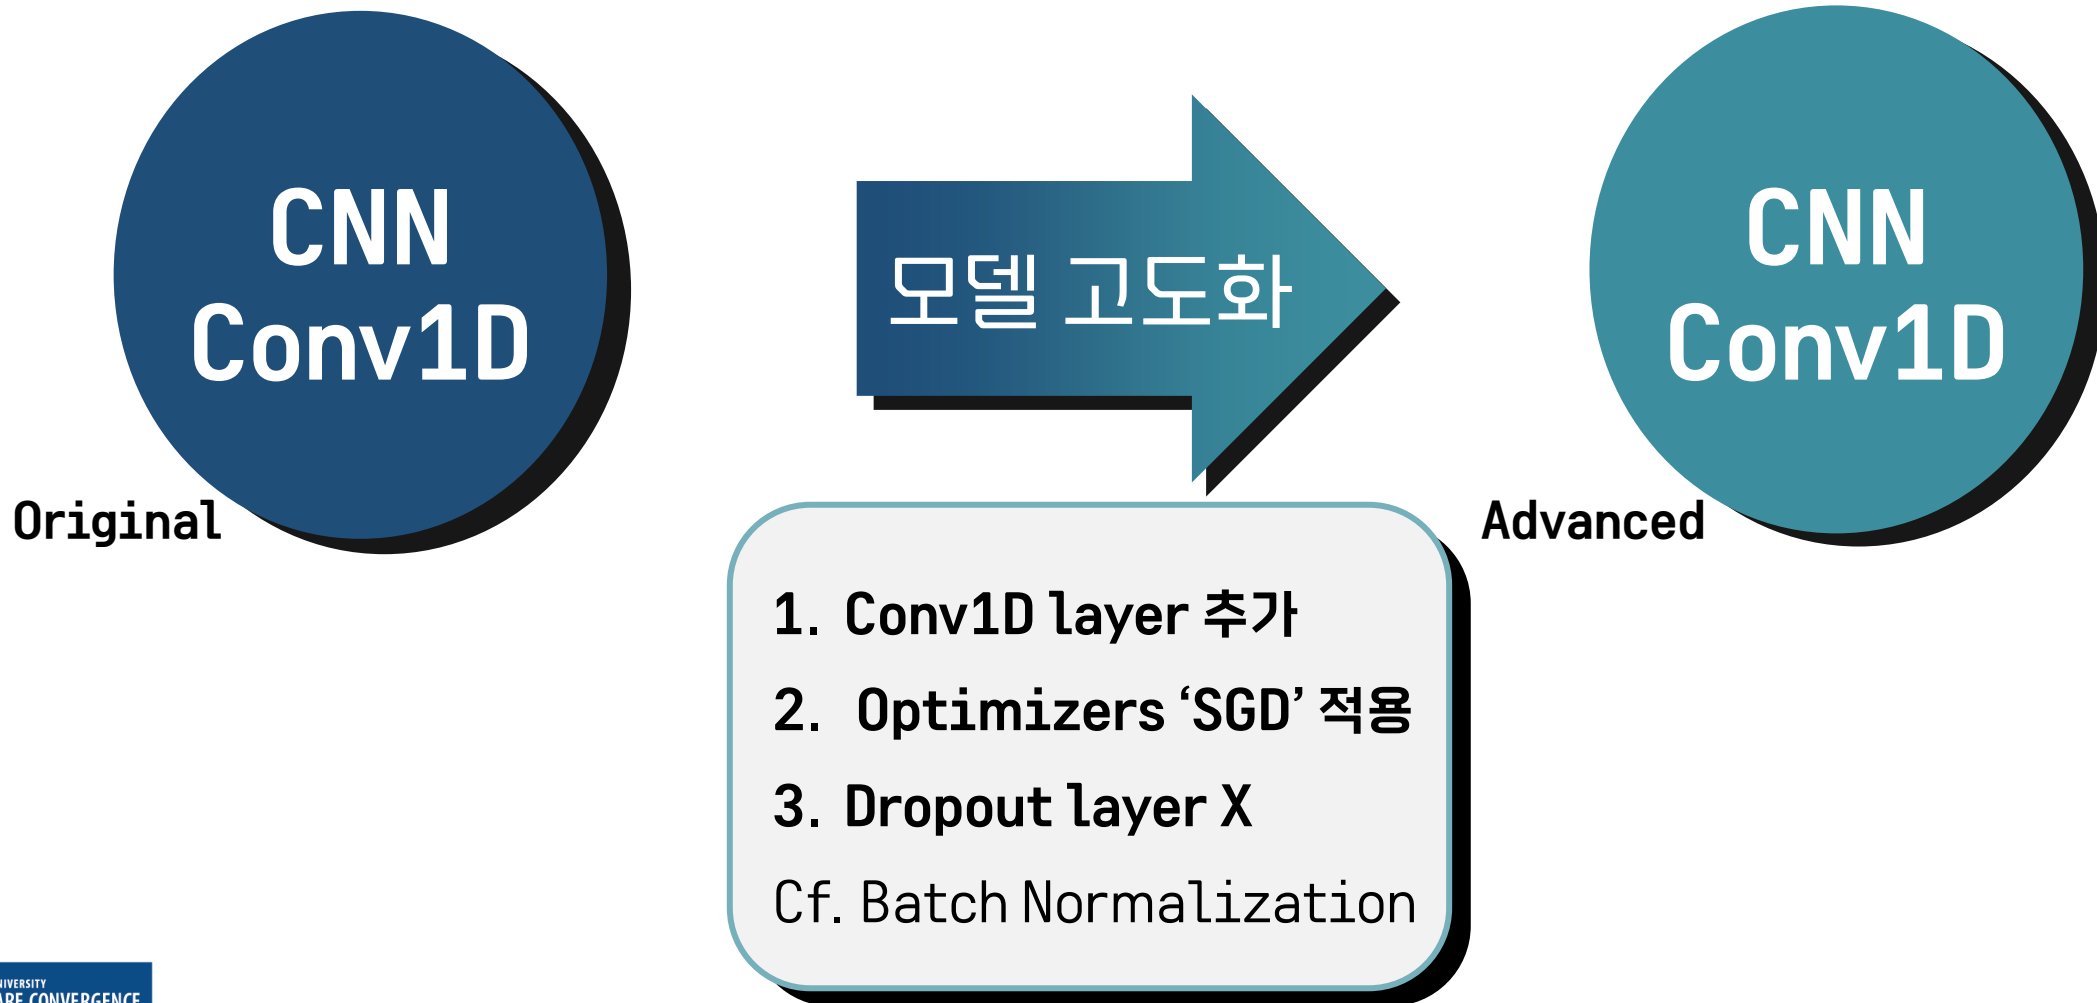 CNN
Conv1D
Original
모델 고도화
CNN
Conv1D
Advanced
1. Conv1D layer 추가
2. Optimizers ‘SGD’ 적용
3. Dropout layer X
Cf. Batch Normalization
CONVERGENCE